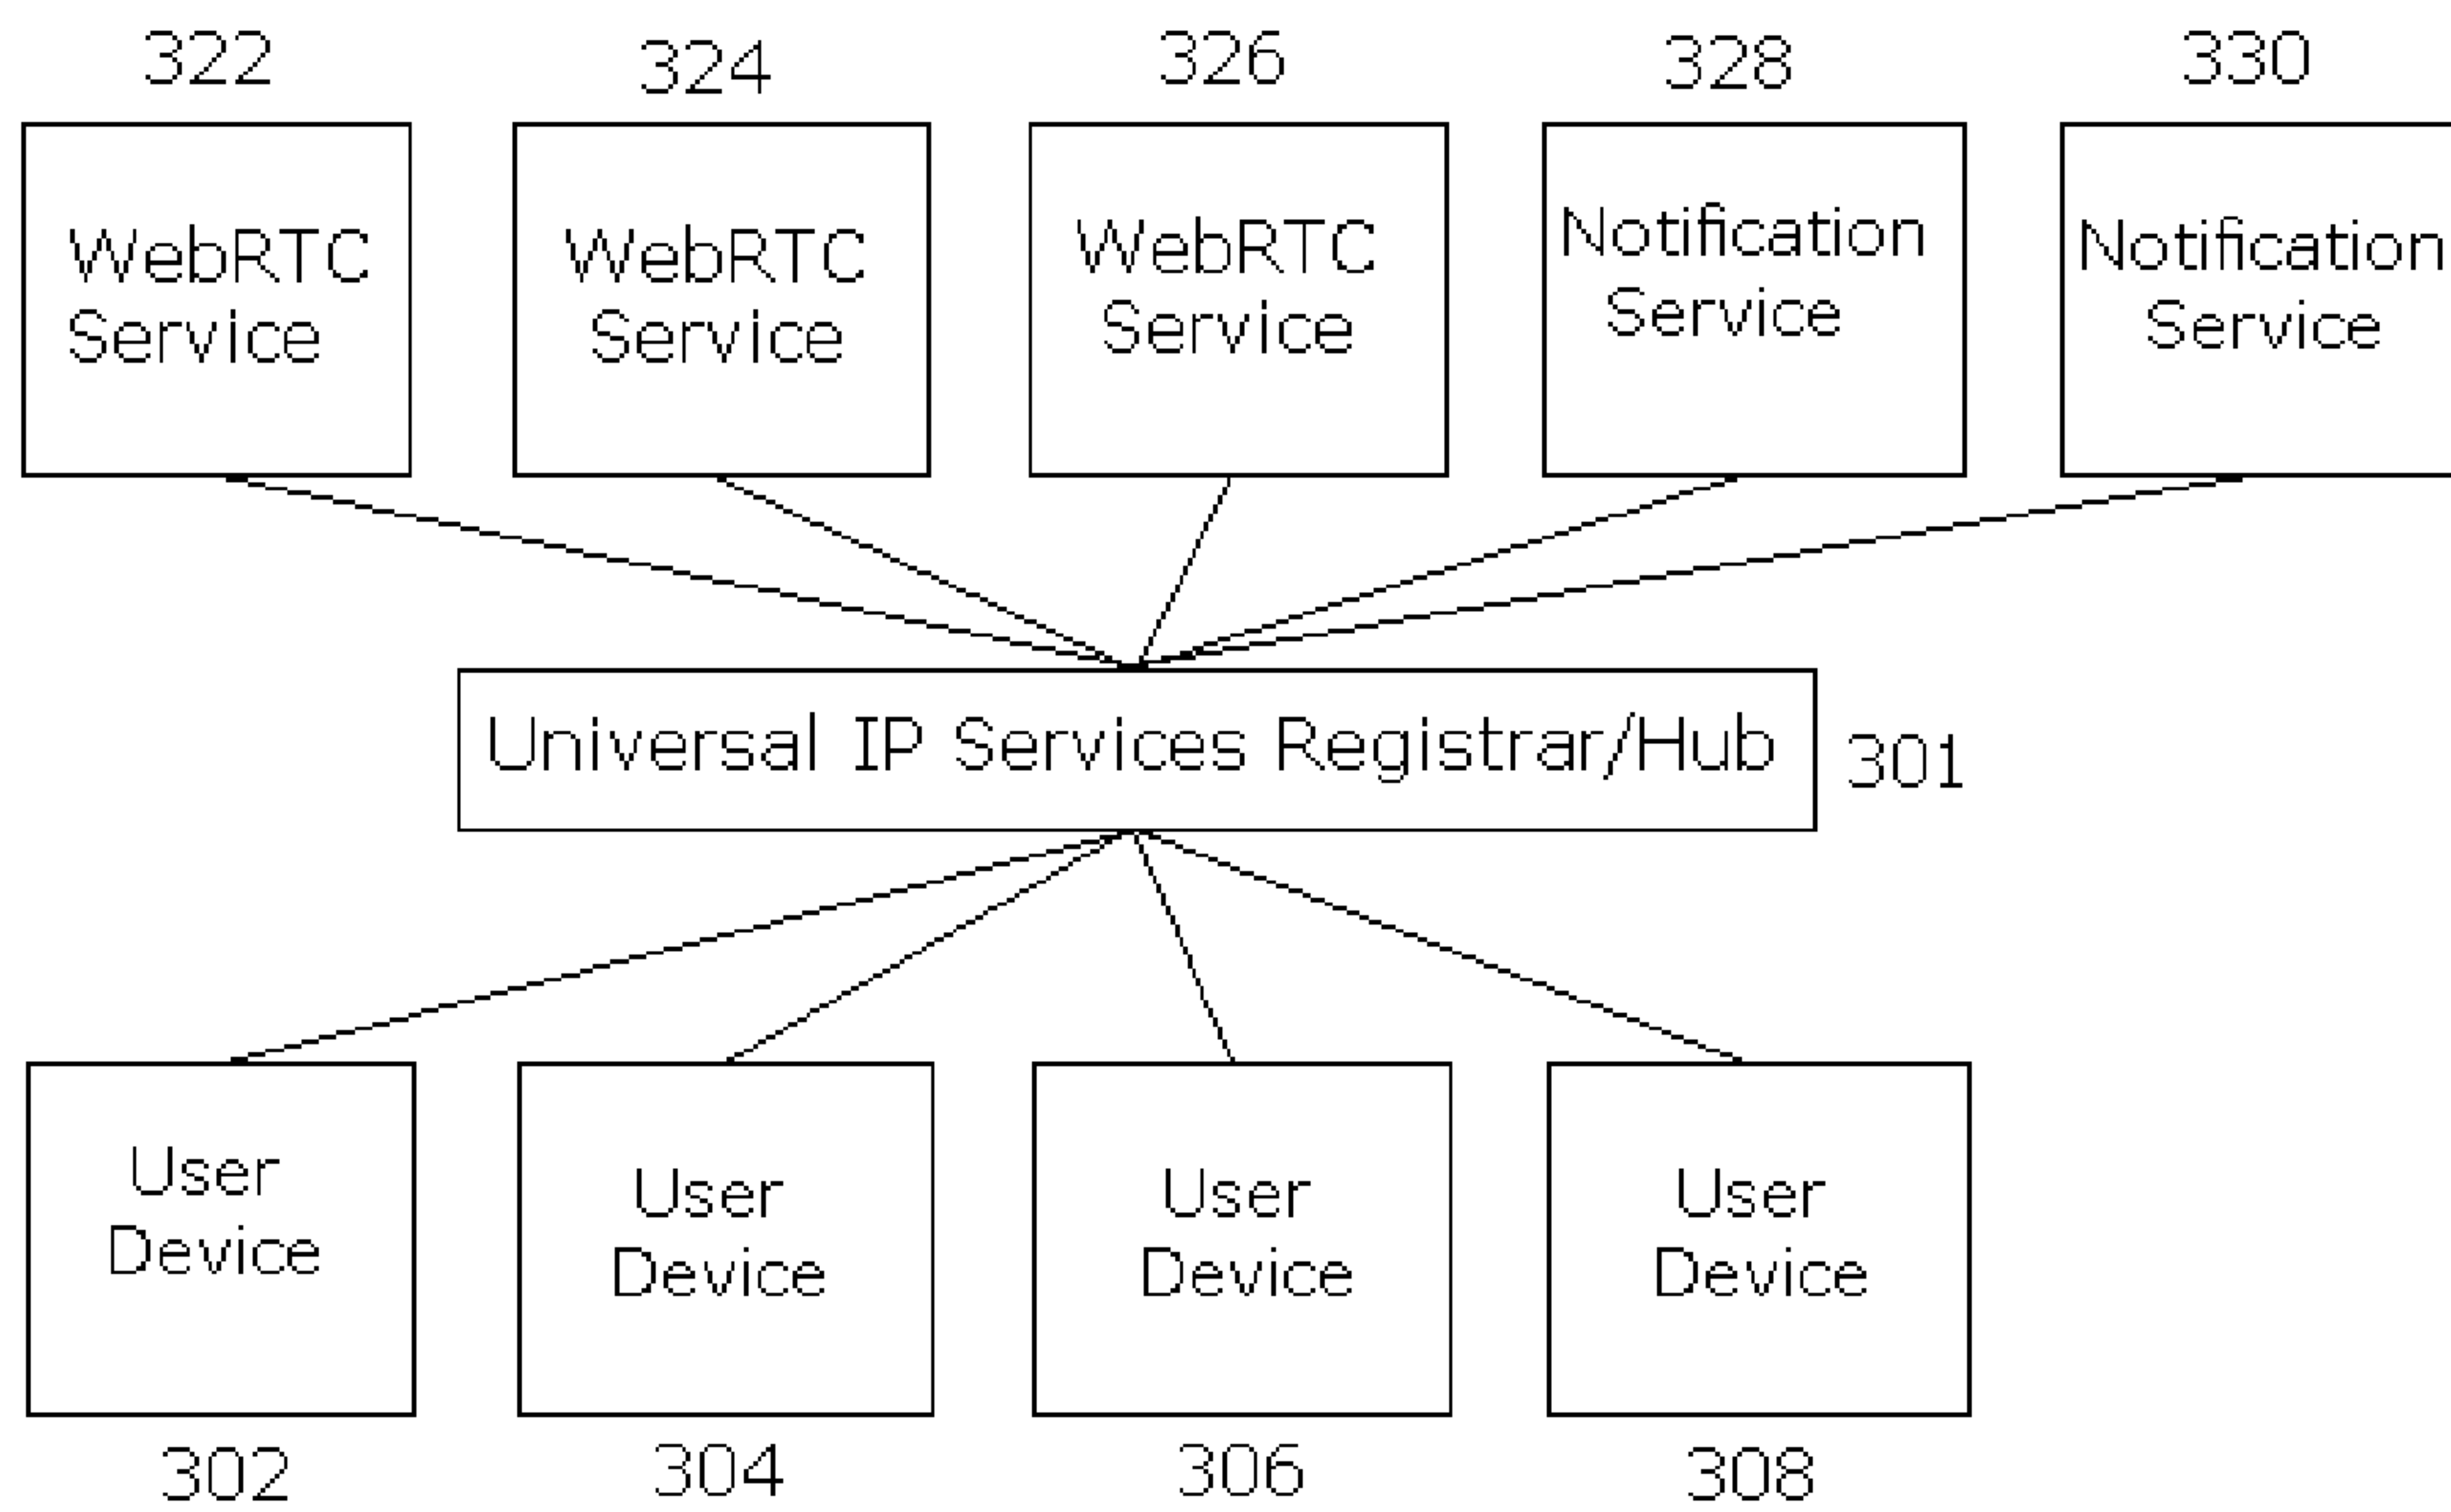 322
324
326
328
330
WebRTC
Service
WebRTC
Service
WebRTC
Service
Notification
Service
Notification
Service
Universal IP Services Registrar/Hub
301
User
Device
User
Device
User
Device
User
Device
302
304
306
308